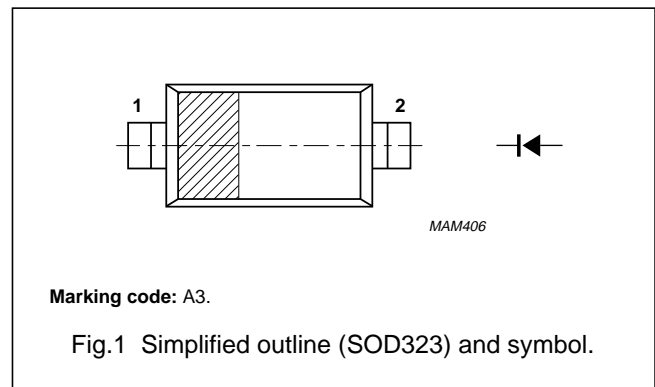 1
2
MAM406
Marking code: A3.
Fig.1 Simplified outline (SOD323) and symbol.